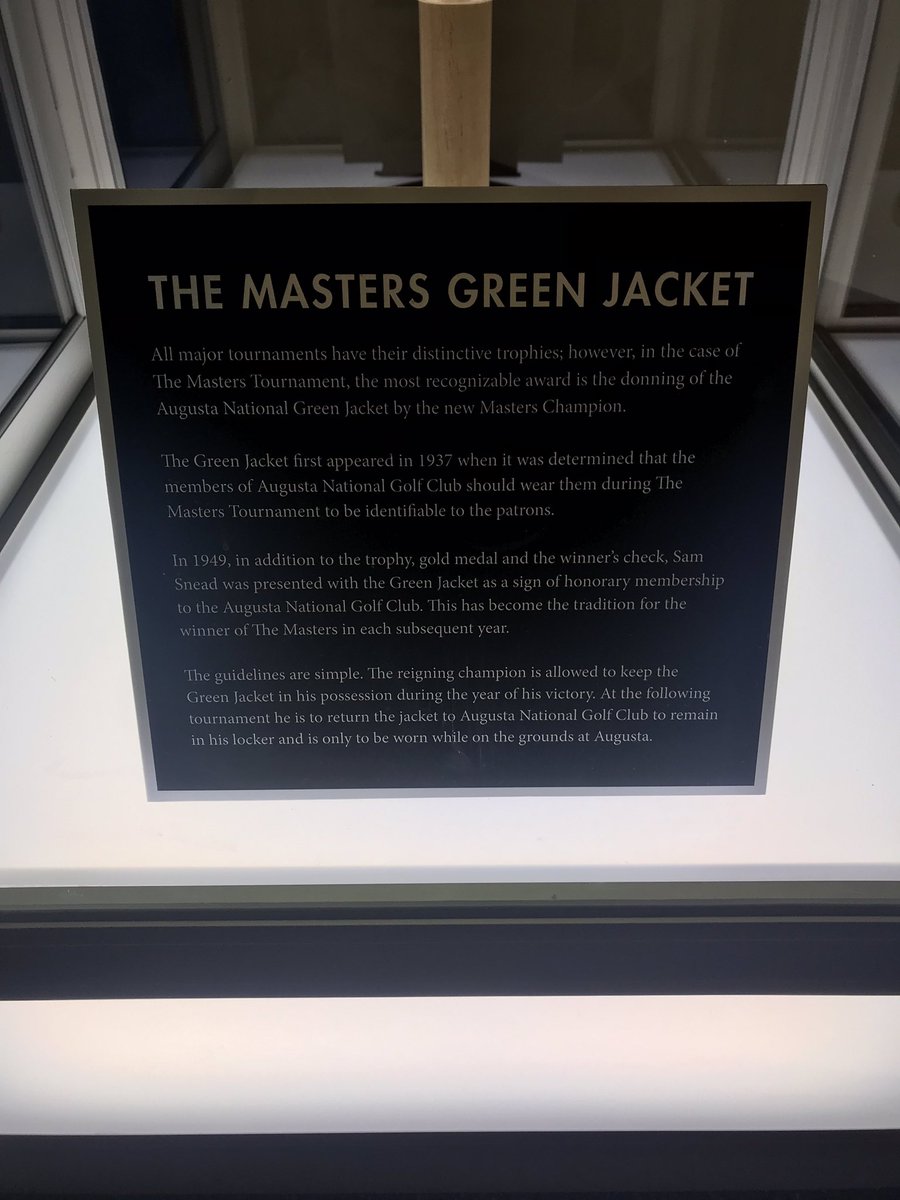 THE MASTERS GREEN JACKET
All major tournaments have their distinctive trophies; however, in the case of
The Masters Tournament, the most recognizable award is the donning of the
Augusta National Green Jacket by the new Masters Champion.
The Green Jacket first appeared in 1937 when it was determined that the
members of Augusta National Golf Club should wear them during The
Masters Tournament to be identifiable to the patrons.
In 1949, in addition to the trophy, gold medal and the winner's check, Sam
Snead was presented with the Green Jacket as a sign of honorary membership
to the Augusta National Golf Club. This has become the tradition for the
winner of The Masters in each subsequent year.
The guidelines are simple. The reigning champion is allowed to keep the
Green Jacket in his possession during the year of his victory. At the following
tournament he is to return the jacket to Augusta National Golf Club to remain
in his locker and is only to be worn while on the grounds at Augusta.